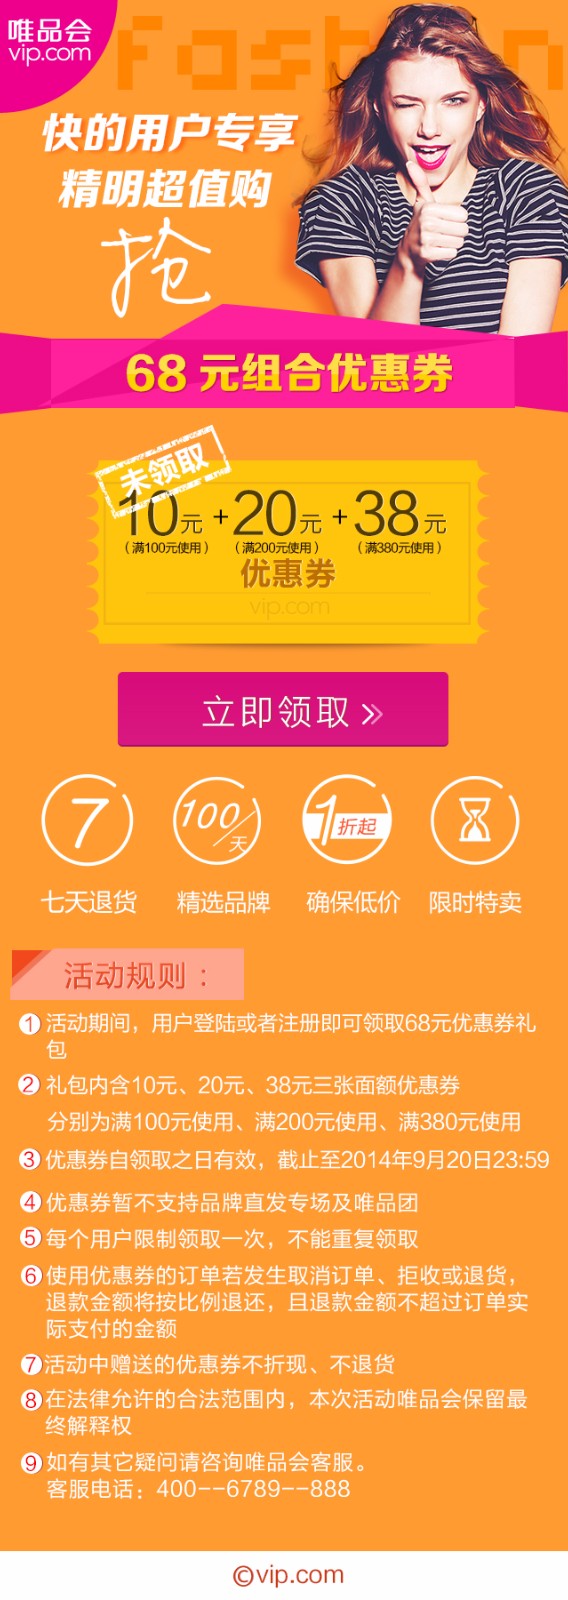 唯品会
vip.com
Fashion
快的用户专享
精明超值购
抢
68 元组合优惠券
未领取
10元 + 20元 + 38元
（满100元使用） （满200元使用） （满380元使用）
优惠券
vip.com
立即领取 »
7 100/天 1折起
七天退货 精选品牌 确保低价 限时特卖
活动规则：
① 活动期间，用户登陆或者注册即可领取68元优惠券礼
包
② 礼包内含10元、20元、38元三张面额优惠券
分别为满100元使用、满200元使用、满380元使用
③ 优惠券自领取之日有效，截止至2014年9月20日23:59
④ 优惠券暂不支持品牌直发专场及唯品团
⑤ 每个用户限制领取一次，不能重复领取
⑥ 使用优惠券的订单若发生取消订单、拒收或退货，
退款金额将按比例退还，且退款金额不超过订单实
际支付的金额
⑦ 活动中赠送的优惠券不折现、不退货
⑧ 在法律允许的合法范围内，本次活动唯品会保留最
终解释权
⑨ 如有其它疑问请咨询唯品会客服。
客服电话：400--6789--888
©vip.com